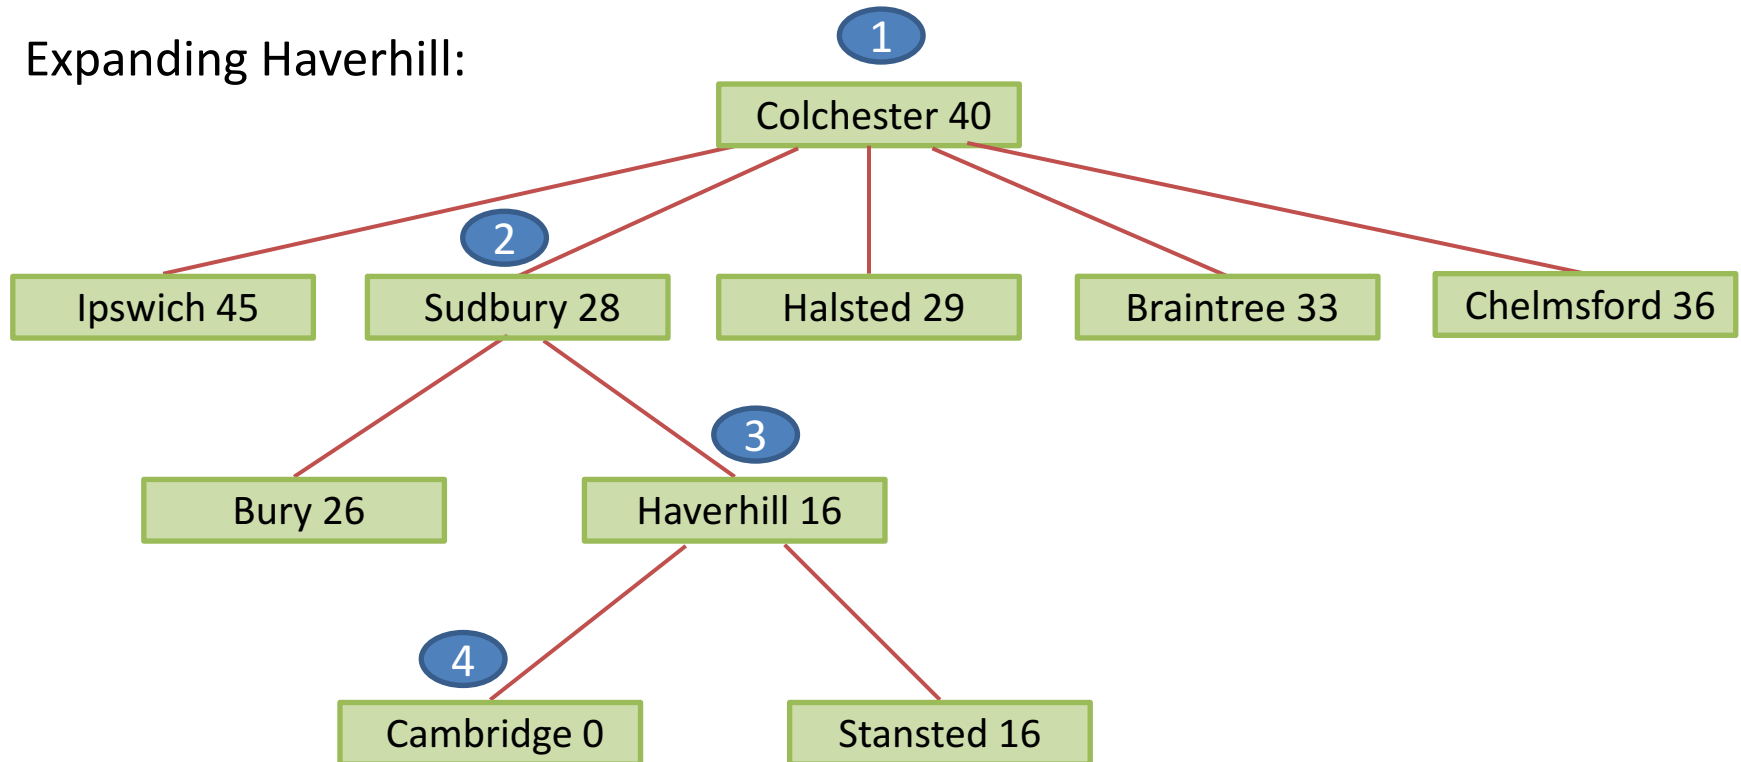 1
Expanding Haverhill:
Colchester 40
2
Ipswich 45
Sudbury 28
Halsted 29
Braintree 33
Chelmsford 36
3
Bury 26
Haverhill 16
4
Cambridge 0
Stansted 16